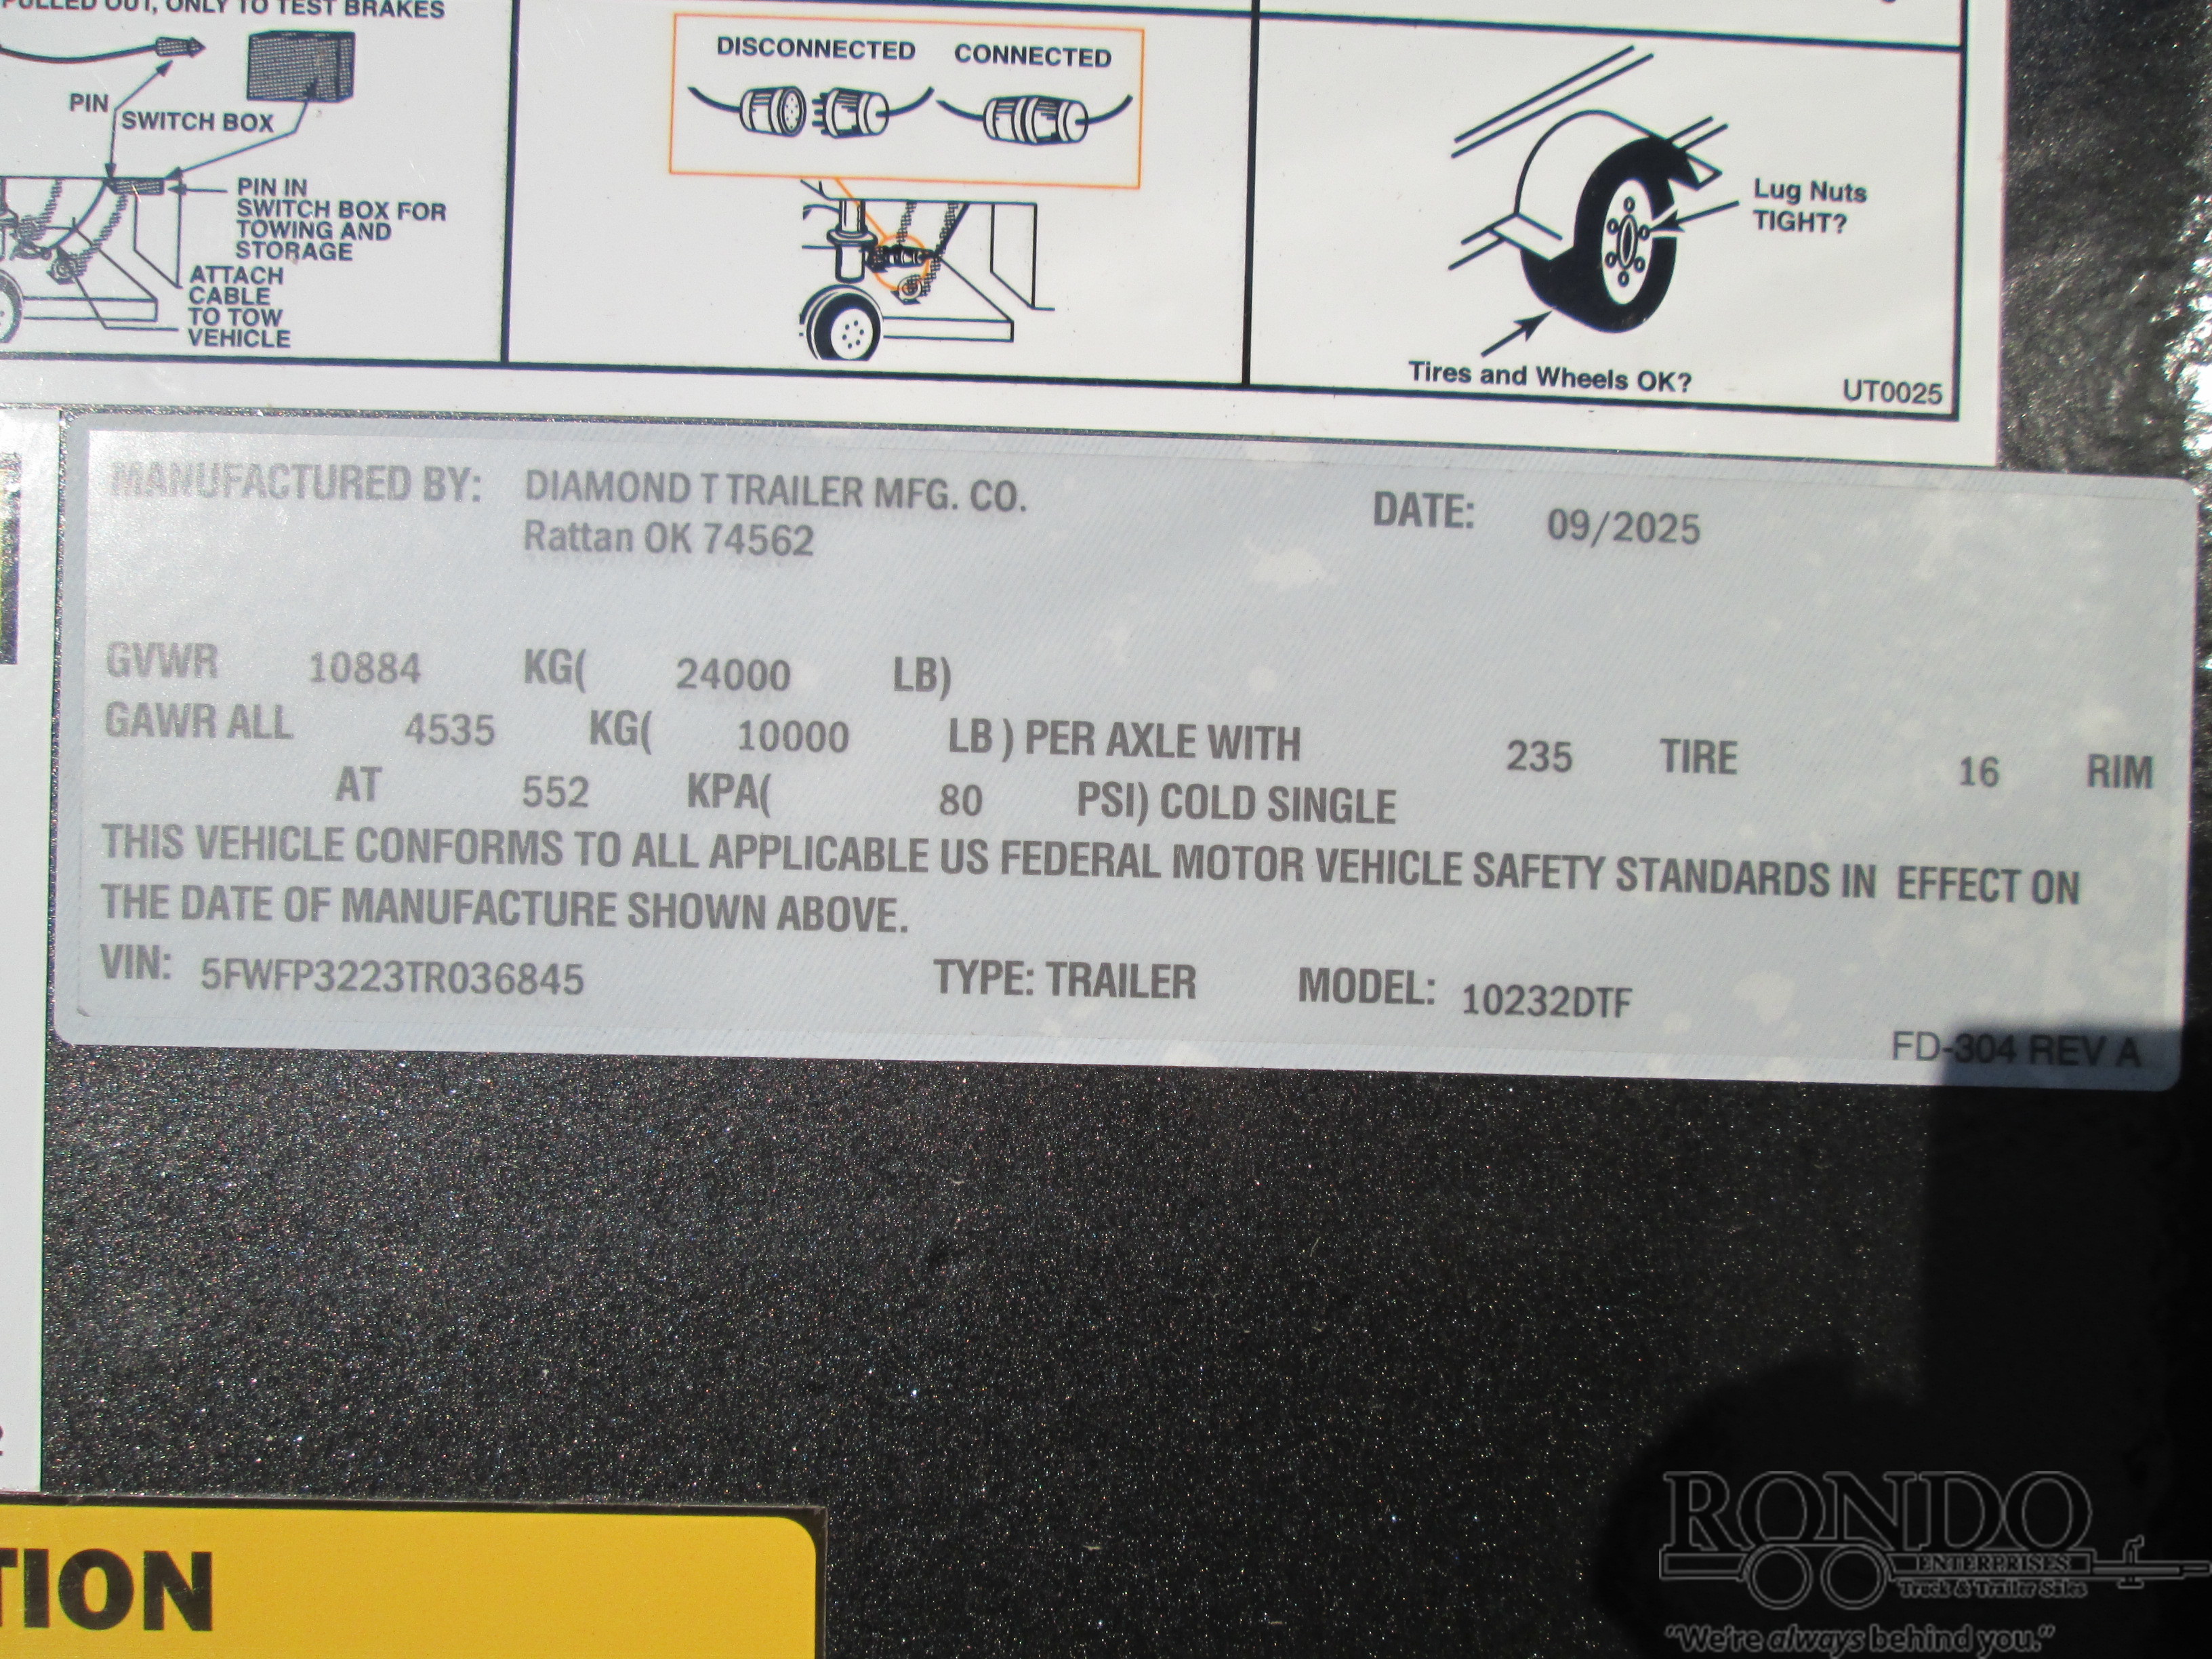 PULLED OUT, ONLY TO TEST BRAKES
PIN
SWITCH BOX
PIN IN
SWITCH BOX FOR
TOWING AND
STORAGE
ATTACH
CABLE
TO TOW
VEHICLE
DISCONNECTED CONNECTED
Lug Nuts
TIGHT?
Tires and Wheels OK?
UT0025
MANUFACTURED BY: DIAMOND T TRAILER MFG. CO. DATE: 09/2025
Rattan OK 74562
GVWR 10884 KG( 24000 LB)
GAWR ALL 4535 KG( 10000 LB ) PER AXLE WITH 235 TIRE 16 RIM
AT 552 KPA( 80 PSI) COLD SINGLE
THIS VEHICLE CONFORMS TO ALL APPLICABLE US FEDERAL MOTOR VEHICLE SAFETY STANDARDS IN EFFECT ON
THE DATE OF MANUFACTURE SHOWN ABOVE.
VIN: 5FWFP3223TR036845 TYPE: TRAILER MODEL: 10232DTF
FD-304 REV A
TION
RONDO
ENTERPRISES
Truck & Trailer Sales
"We're always behind you."